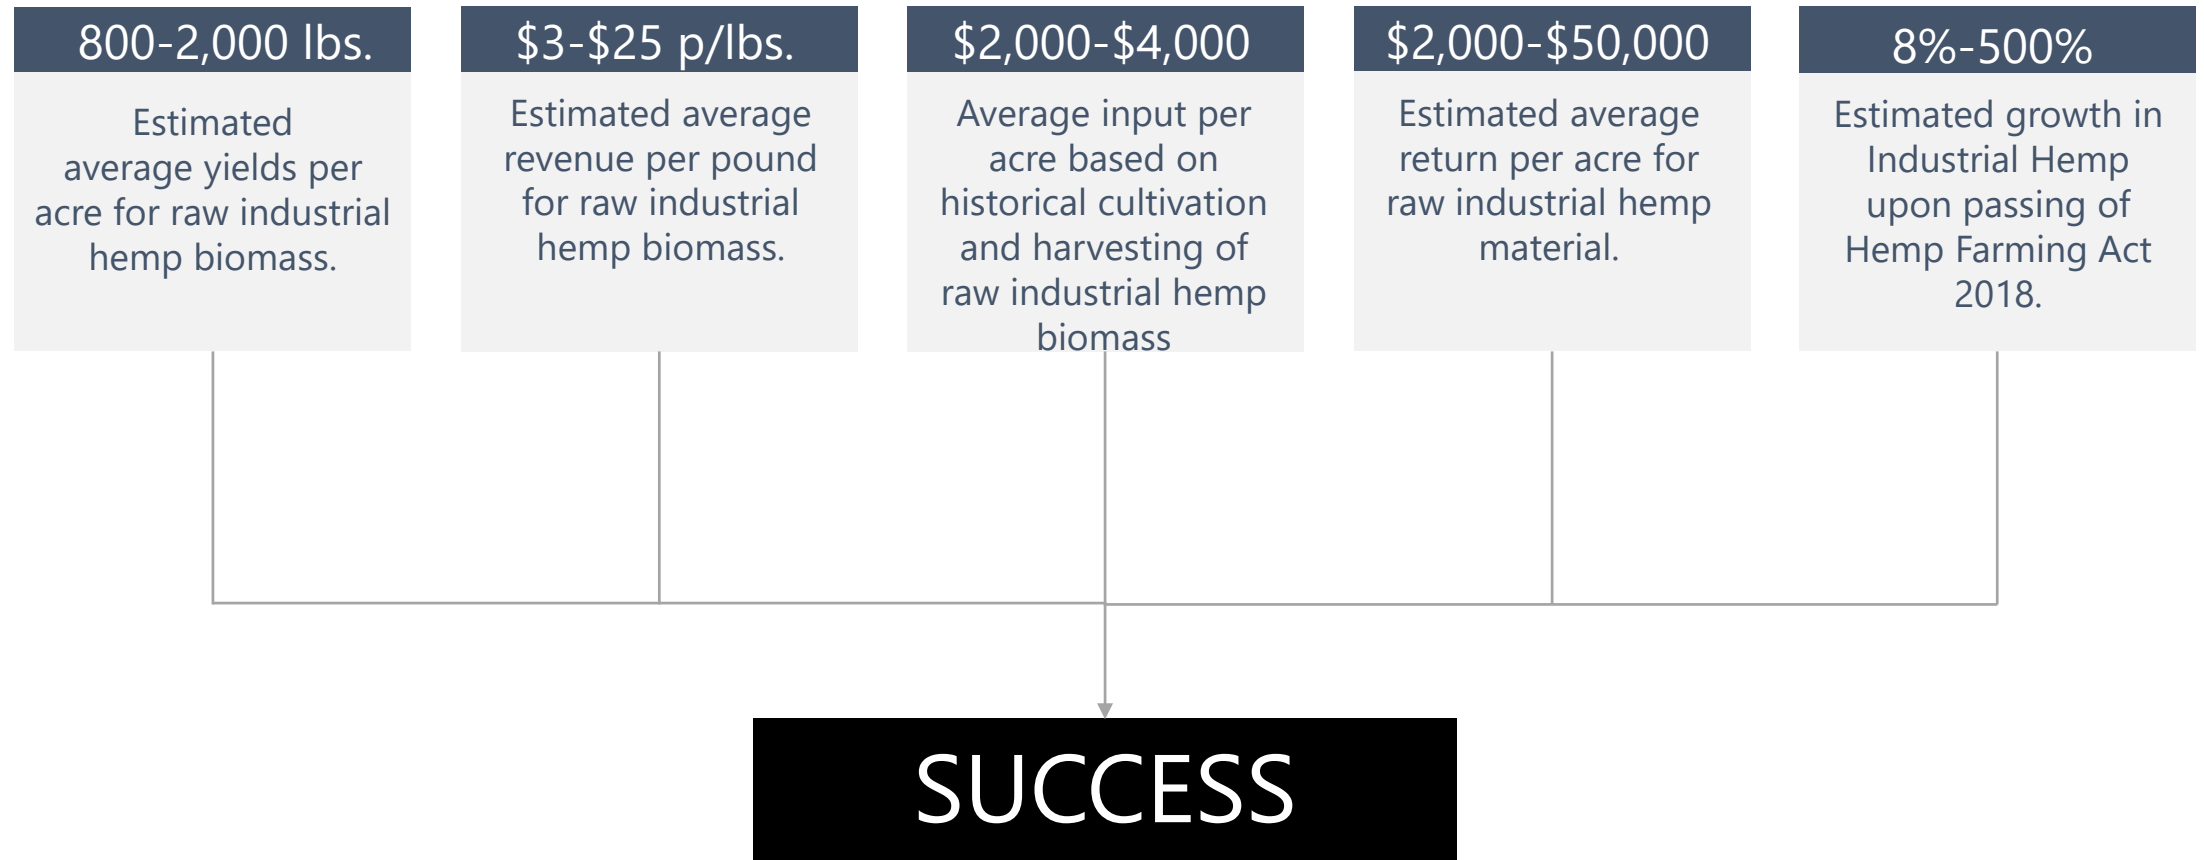 800-2,000 lbs.
Estimated
average yields per
acre for raw industrial
hemp biomass.
$3-$25 p/lbs.
Estimated average
revenue per pound
for raw industrial
hemp biomass.
$2,000-$4,000
Average input per
acre based on
historical cultivation
and harvesting of
raw industrial hemp
biomass
$2,000-$50,000
Estimated average
return per acre for
raw industrial hemp
material.
8%-500%
Estimated growth in
Industrial Hemp
upon passing of
Hemp Farming Act
2018.
SUCCESS